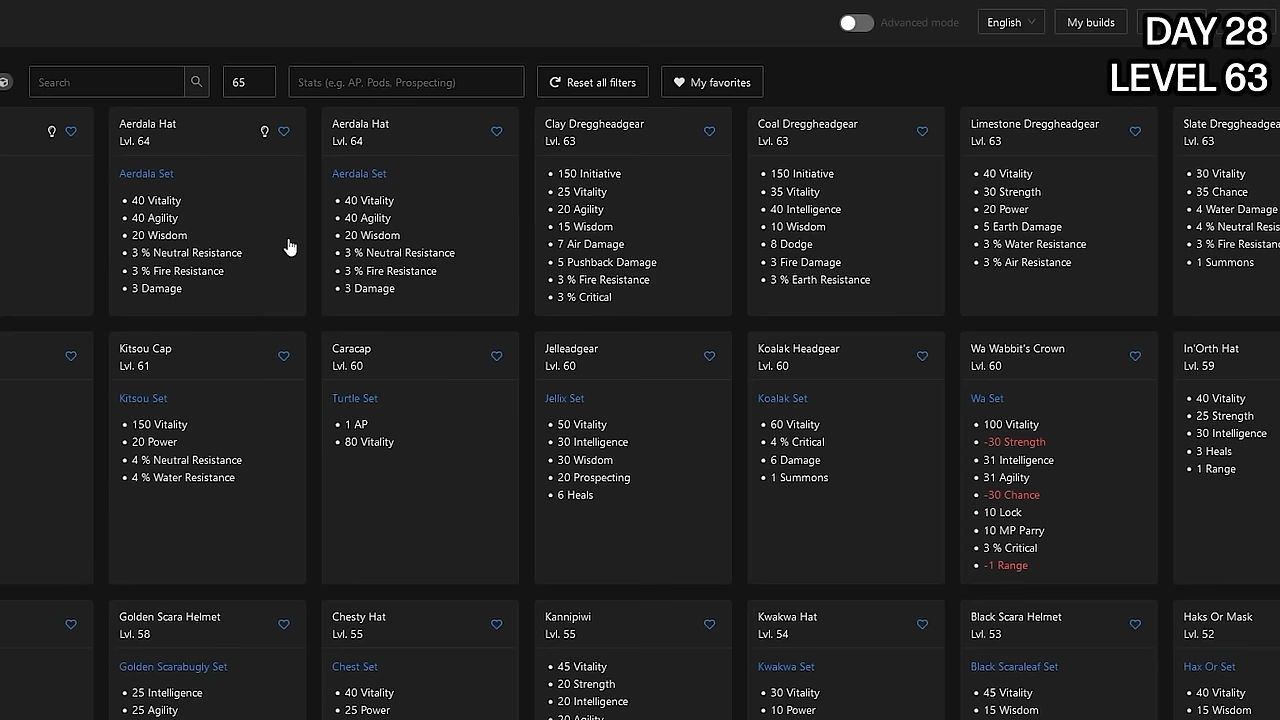 Advanced mode
English
My builds
DAY 28
LEVEL 63
Search
65
Stats (e.g. AP, Pods, Prospecting)
Reset all filters
My favorites
Aerdala Hat
Lvl. 64
Aerdala Set
40 Vitality
40 Agility
20 Wisdom
3 % Neutral Resistance
3 % Fire Resistance
3 Damage
Aerdala Hat
Lvl. 64
Aerdala Set
40 Vitality
40 Agility
20 Wisdom
3 % Neutral Resistance
3 % Fire Resistance
3 Damage
Clay Dreggheadgear
Lvl. 63
150 Initiative
25 Vitality
20 Agility
15 Wisdom
7 Air Damage
5 Pushback Damage
3 % Fire Resistance
3 % Critical
Coal Dreggheadgear
Lvl. 63
150 Initiative
35 Vitality
40 Intelligence
10 Wisdom
8 Dodge
3 Fire Damage
3 % Earth Resistance
Limestone Dreggheadgear
Lvl. 63
40 Vitality
30 Strength
20 Power
5 Earth Damage
3 % Water Resistance
3 % Air Resistance
Slate Dreggheadgea
Lvl. 63
30 Vitality
35 Chance
4 Water Damage
4 % Neutral Resis
3 % Fire Resistan
1 Summons
Kitsou Cap
Lvl. 61
Kitsou Set
150 Vitality
20 Power
4 % Neutral Resistance
4 % Water Resistance
Caracap
Lvl. 60
Turtle Set
1 AP
80 Vitality
Jelleadgear
Lvl. 60
Jellix Set
50 Vitality
30 Intelligence
30 Wisdom
20 Prospecting
6 Heals
Koalak Headgear
Lvl. 60
Koalak Set
60 Vitality
4 % Critical
6 Damage
1 Summons
Wa Wabbit's Crown
Lvl. 60
Wa Set
100 Vitality
-30 Strength
31 Intelligence
31 Agility
-30 Chance
10 Lock
10 MP Parry
3 % Critical
-1 Range
In'Orth Hat
Lvl. 59
40 Vitality
25 Strength
30 Intelligence
3 Heals
1 Range
Golden Scara Helmet
Lvl. 58
Golden Scarabugly Set
25 Intelligence
25 Agility
Chesty Hat
Lvl. 55
Chest Set
40 Vitality
25 Power
Kannipiwi
Lvl. 55
45 Vitality
20 Strength
20 Intelligence
20 Agility
Kwakwa Hat
Lvl. 54
Kwakwa Set
30 Vitality
10 Power
Black Scara Helmet
Lvl. 53
Black Scaraleaf Set
45 Vitality
15 Wisdom
Haks Or Mask
Lvl. 52
Hax Or Set
40 Vitality
15 Wisdom